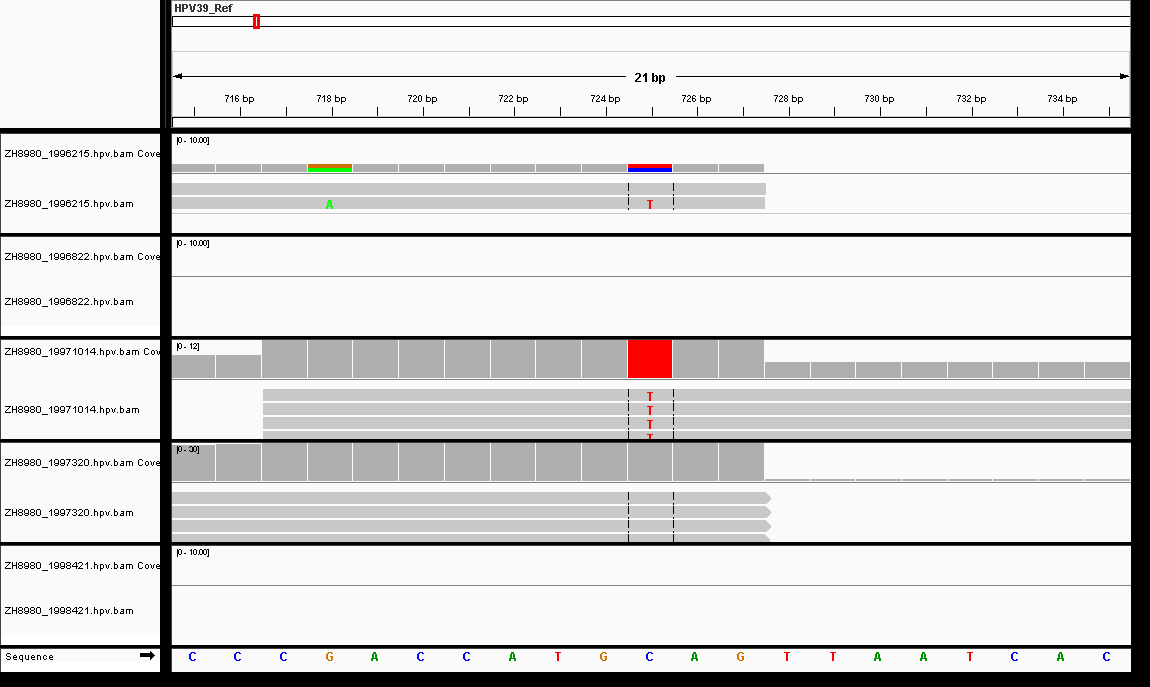 HPV39_Ref
21 bp
716 bp 718 bp 720 bp 722 bp 724 bp 726 bp 728 bp 730 bp 732 bp 734 bp
[0 - 10.00]
ZH8980_1996215.hpv.bam Cove
ZH8980_1996215.hpv.bam
A T
[0 - 10.00]
ZH8980_1996822.hpv.bam Cove
ZH8980_1996822.hpv.bam
[0 - 12]
ZH8980_19971014.hpv.bam Cov
T
T
ZH8980_19971014.hpv.bam
T
T
[0 - 30]
ZH8980_1997320.hpv.bam Cove
ZH8980_1997320.hpv.bam
[0 - 10.00]
ZH8980_1998421.hpv.bam Cove
ZH8980_1998421.hpv.bam
Sequence C C C G A C C A T G C A G T T A A T C A C